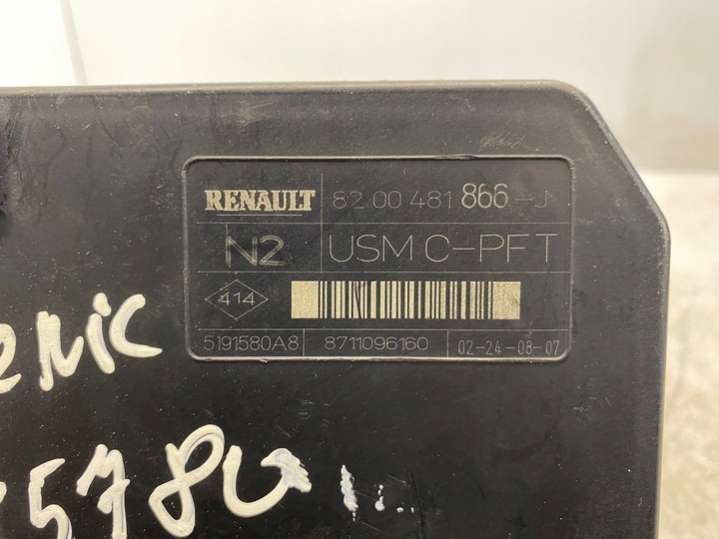 RENAULT 82 00 481 866-J
N2 USM C-PFT
414
5191580A8 8711096160 02-24-08-07